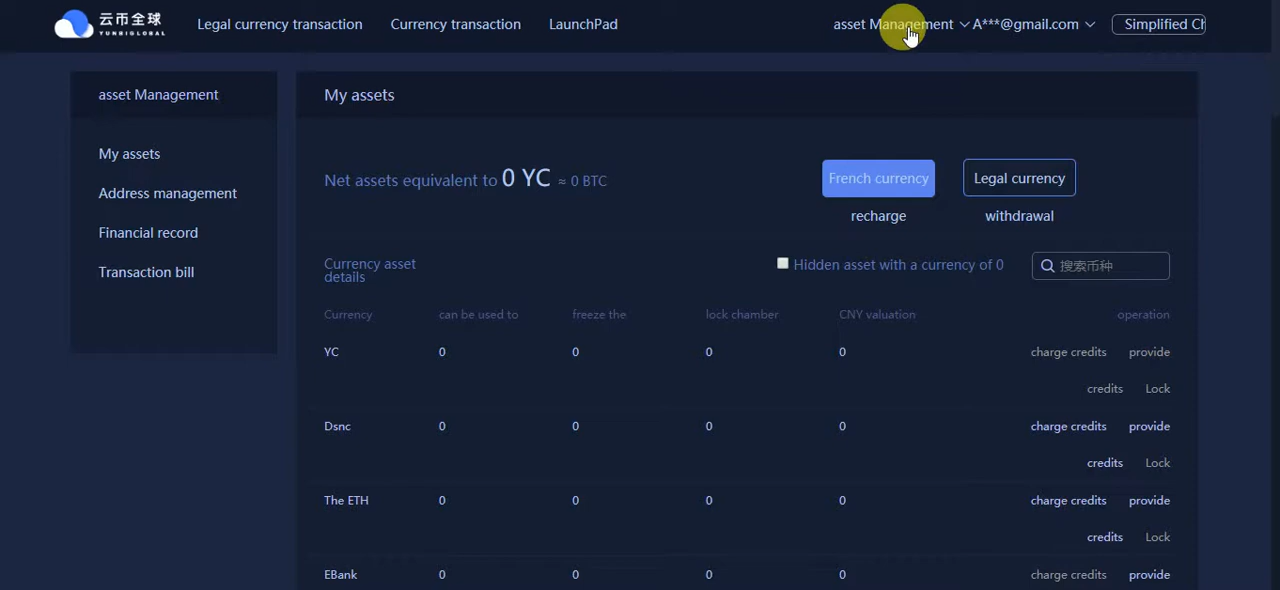 云币全球
YUNBIGLOBAL
Legal currency transaction Currency transaction LaunchPad asset Management A***@gmail.com Simplified Ch
asset Management
My assets
Address management
Financial record
Transaction bill
My assets
Net assets equivalent to 0 YC ≈ 0 BTC
French currency Legal currency
recharge withdrawal
Currency asset
details
Hidden asset with a currency of 0 搜索币种
Currency can be used to freeze the lock chamber CNY valuation operation
YC 0 0 0 0 charge credits provide
credits Lock
Dsnc 0 0 0 0 charge credits provide
credits Lock
The ETH 0 0 0 0 charge credits provide
credits Lock
EBank 0 0 0 0 charge credits provide